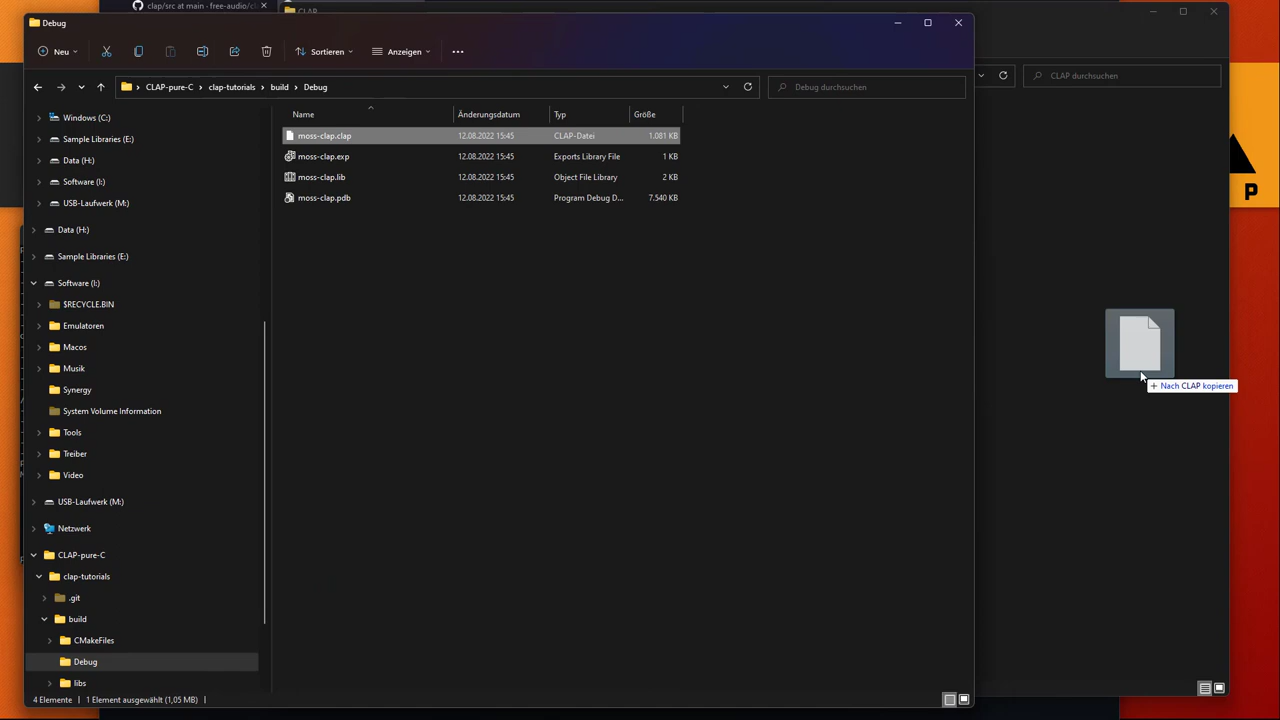 clap/src at main · free-audio/cl
CLAP
Debug
Neu
Sortieren
Anzeigen
CLAP-pure-C > clap-tutorials > build > Debug
Debug durchsuchen
CLAP durchsuchen
Name
Änderungsdatum
Typ
Größe
moss-clap.clap 12.08.2022 15:45 CLAP-Datei 1.081 KB
moss-clap.exp 12.08.2022 15:45 Exports Library File 1 KB
moss-clap.lib 12.08.2022 15:45 Object File Library 2 KB
moss-clap.pdb 12.08.2022 15:45 Program Debug D... 7.540 KB
Windows (C:)
Sample Libraries (E:)
Data (H:)
Software (I:)
USB-Laufwerk (M:)
Data (H:)
Sample Libraries (E:)
Software (I:)
$RECYCLE.BIN
Emulatoren
Macos
Musik
Synergy
System Volume Information
Tools
Treiber
Video
USB-Laufwerk (M:)
Netzwerk
CLAP-pure-C
clap-tutorials
.git
build
CMakeFiles
Debug
libs
P
+ Nach CLAP kopieren
4 Elemente
1 Element ausgewählt (1,05 MB)